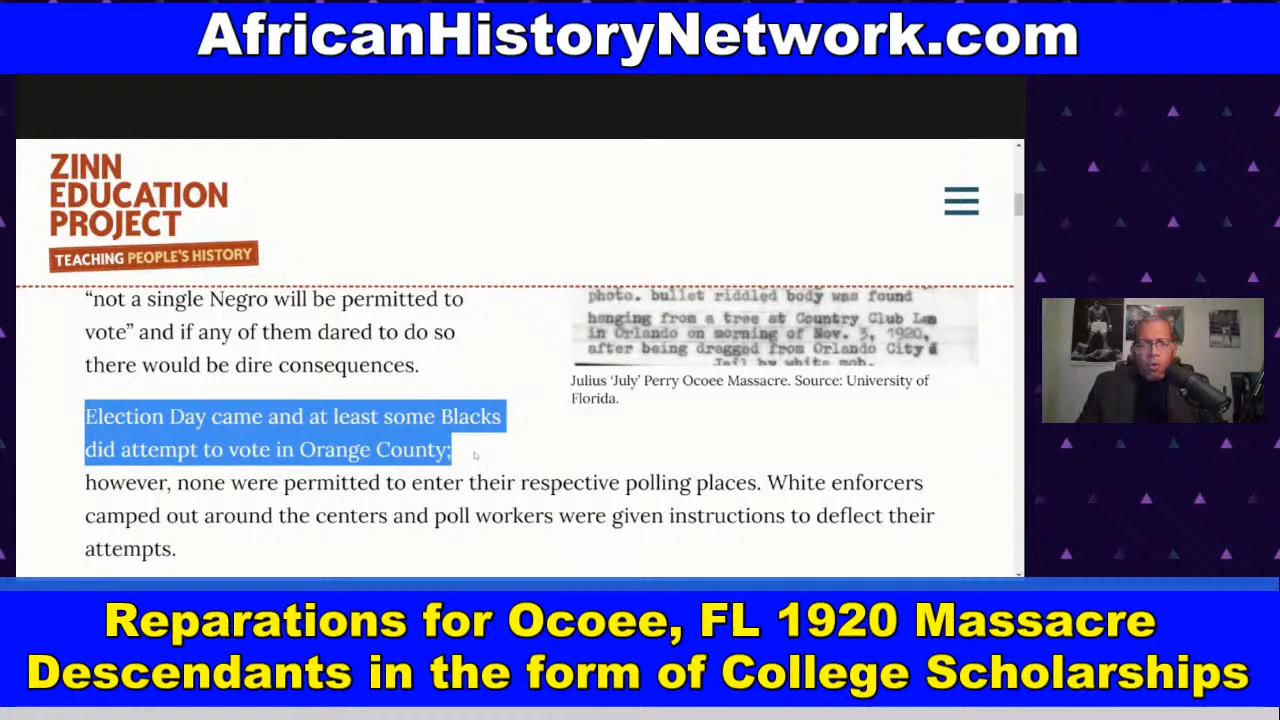 AfricanHistoryNetwork.com
ZINN
EDUCATION
PROJECT
TEACHING PEOPLE'S HISTORY
“not a single Negro will be permitted to
vote” and if any of them dared to do so
there would be dire consequences.
photo. bullet riddled body was found
hanging from a tree at Country Club
in Orlando on morning of Nov. 3, 1920,
after being dragged from Orlando City
Jail by white mob.
Julius ‘July’ Perry Ocoee Massacre. Source: University of
Florida.
Election Day came and at least some Blacks
did attempt to vote in Orange County;
however, none were permitted to enter their respective polling places. White enforcers
camped out around the centers and poll workers were given instructions to deflect their
attempts.
Reparations for Ocoee, FL 1920 Massacre
Descendants in the form of College Scholarships